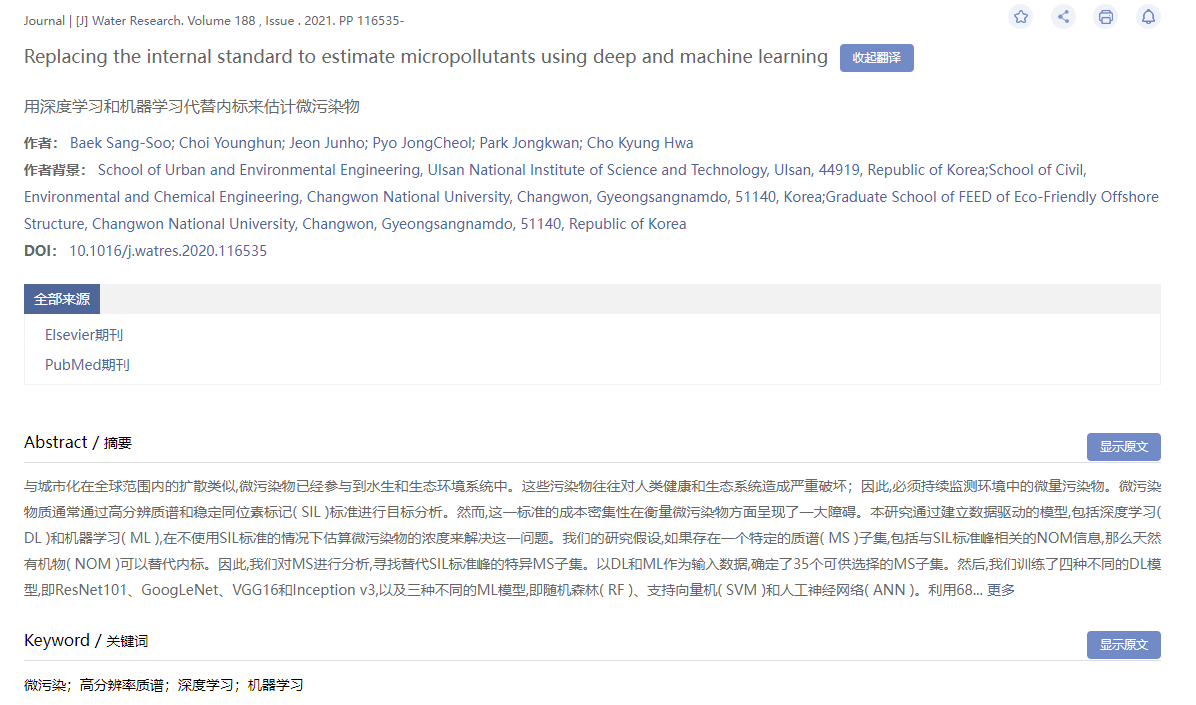 Journal | [J] Water Research. Volume 188 , Issue . 2021. PP 116535-
Replacing the internal standard to estimate micropollutants using deep and machine learning 收起翻译
用深度学习和机器学习代替内标来估计微污染物
作者： Baek Sang-Soo; Choi Younghun; Jeon Junho; Pyo JongCheol; Park Jongkwan; Cho Kyung Hwa
作者背景： School of Urban and Environmental Engineering, Ulsan National Institute of Science and Technology, Ulsan, 44919, Republic of Korea;School of Civil,
Environmental and Chemical Engineering, Changwon National University, Changwon, Gyeongsangnamdo, 51140, Korea;Graduate School of FEED of Eco-Friendly Offshore
Structure, Changwon National University, Changwon, Gyeongsangnamdo, 51140, Republic of Korea
DOI： 10.1016/j.watres.2020.116535
全部来源
Elsevier期刊
PubMed期刊
Abstract / 摘要
显示原文
与城市化在全球范围内的扩散类似,微污染物已经参与到水生和生态环境系统中。这些污染物往往对人类健康和生态系统造成严重破坏；因此,必须持续监测环境中的微量污染物。微污染
物质通常通过高分辨质谱和稳定同位素标记( SIL )标准进行目标分析。然而,这一标准的成本密集性在衡量微污染物方面呈现了一大障碍。本研究通过建立数据驱动的模型,包括深度学习(
DL )和机器学习( ML ),在不使用SIL标准的情况下估算微污染物的浓度来解决这一问题。我们的研究假设,如果存在一个特定的质谱( MS )子集,包括与SIL标准峰相关的NOM信息,那么天然
有机物( NOM )可以替代内标。因此,我们对MS进行分析,寻找替代SIL标准峰的特异MS子集。以DL和ML作为输入数据,确定了35个可供选择的MS子集。然后,我们训练了四种不同的DL模
型,即ResNet101、GoogLeNet、VGG16和Inception v3,以及三种不同的ML模型,即随机森林( RF )、支持向量机( SVM )和人工神经网络( ANN )。利用68... 更多
Keyword / 关键词
显示原文
微污染；高分辨率质谱；深度学习；机器学习